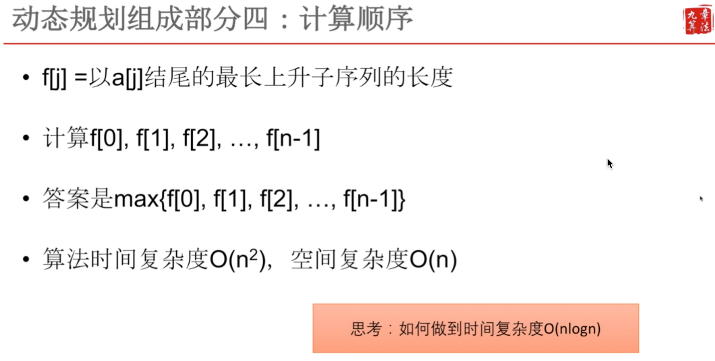 动态规划组成部分四：计算顺序
九章算法
• f[j] =以a[j]结尾的最长上升子序列的长度
• 计算f[0], f[1], f[2], …, f[n-1]
• 答案是max{f[0], f[1], f[2], …, f[n-1]}
• 算法时间复杂度O(n²)，空间复杂度O(n)
思考：如何做到时间复杂度O(nlogn)